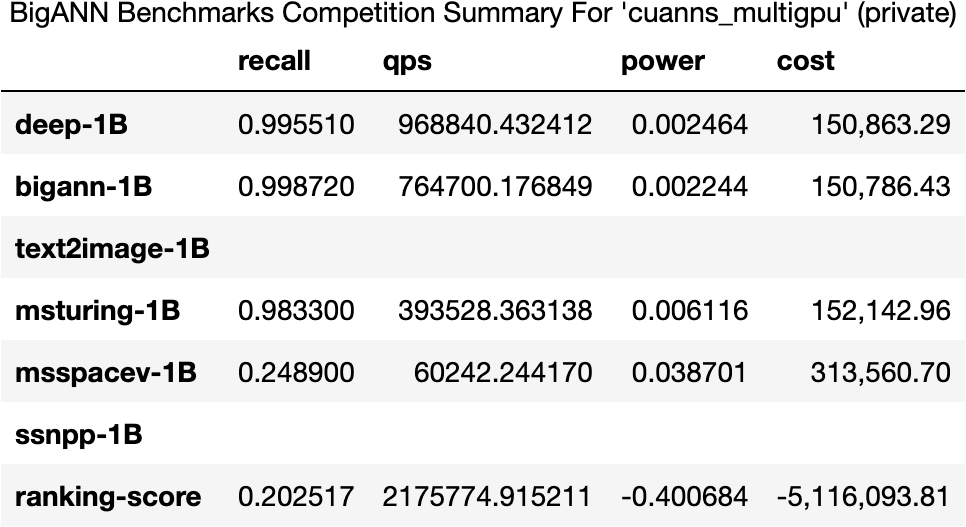 BigANN Benchmarks Competition Summary For 'cuanns_multigpu' (private)
recall qps power cost
deep-1B 0.995510 968840.432412 0.002464 150,863.29
bigann-1B 0.998720 764700.176849 0.002244 150,786.43
text2image-1B
msturing-1B 0.983300 393528.363138 0.006116 152,142.96
msspacev-1B 0.248900 60242.244170 0.038701 313,560.70
ssnpp-1B
ranking-score 0.202517 2175774.915211 -0.400684 -5,116,093.81